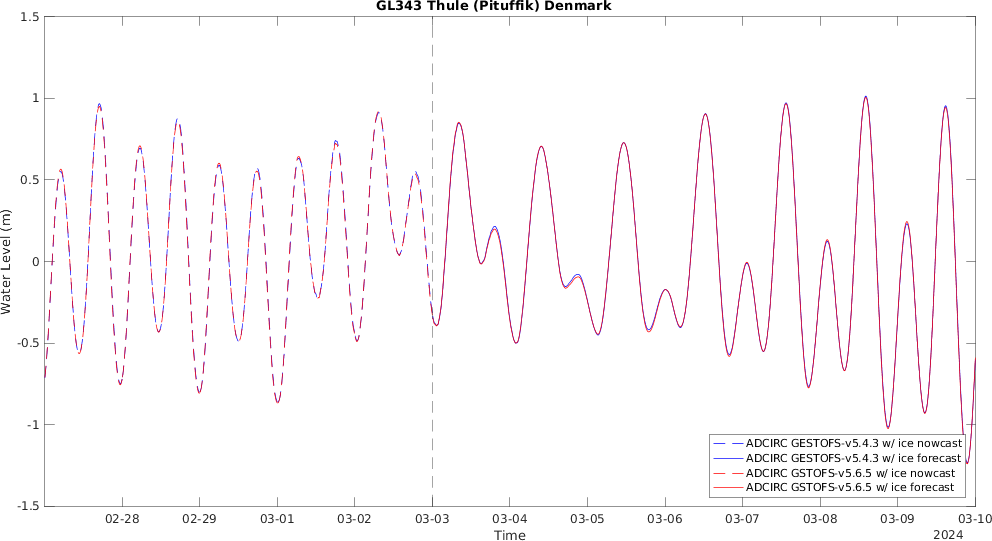 GL343 Thule (Pituffik) Denmark
1.5
1
0.5
0
-0.5
-1
-1.5
Water Level (m)
02-28
02-29
03-01
03-02
03-03
03-04
03-05
03-06
03-07
03-08
03-09
03-10
Time
2024
ADCIRC GESTOFS-v5.4.3 w/ ice nowcast
ADCIRC GESTOFS-v5.4.3 w/ ice forecast
ADCIRC GSTOFS-v5.6.5 w/ ice nowcast
ADCIRC GSTOFS-v5.6.5 w/ ice forecast